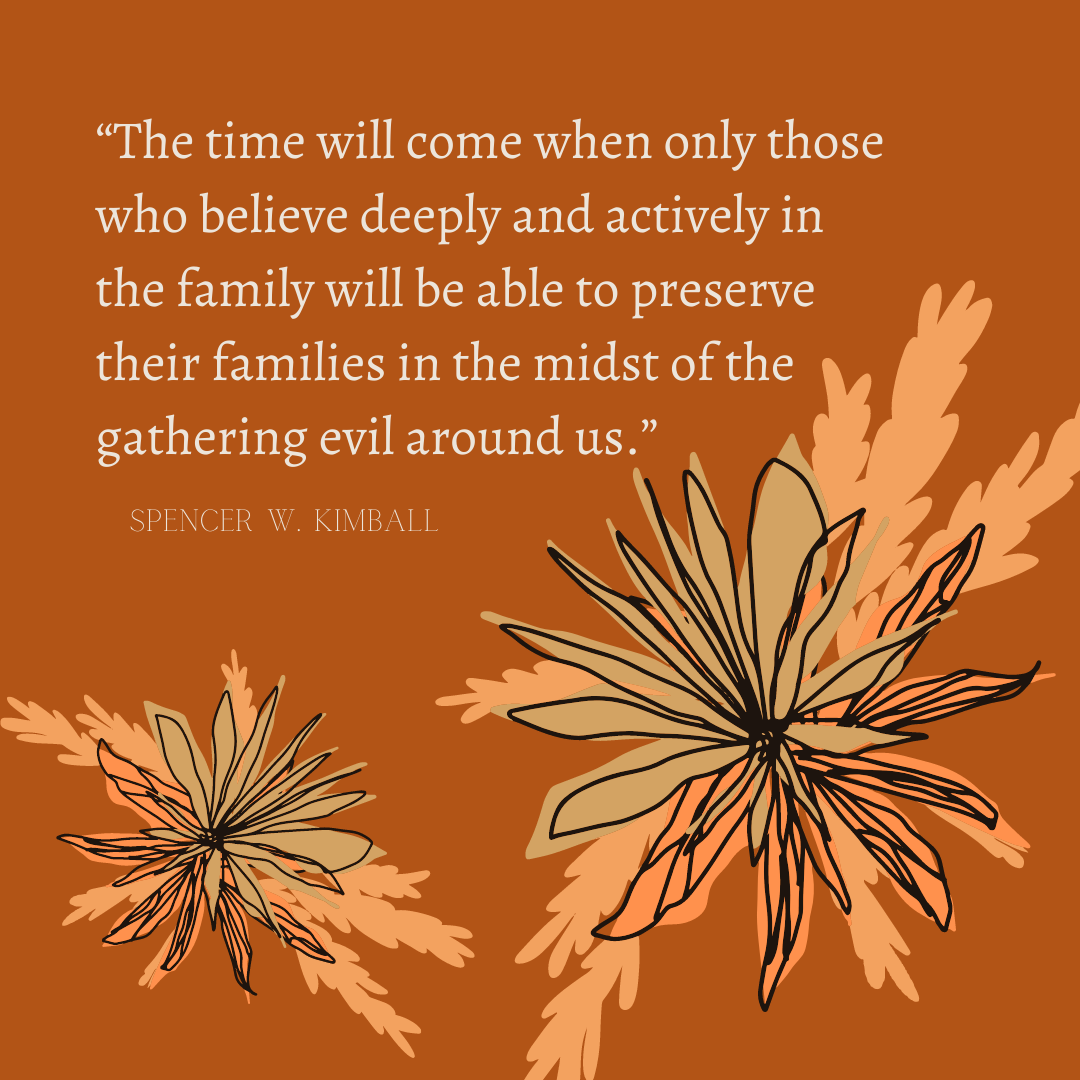 “The time will come when only those
who believe deeply and actively in
the family will be able to preserve
their families in the midst of the
gathering evil around us.”
SPENCER W. KIMBALL